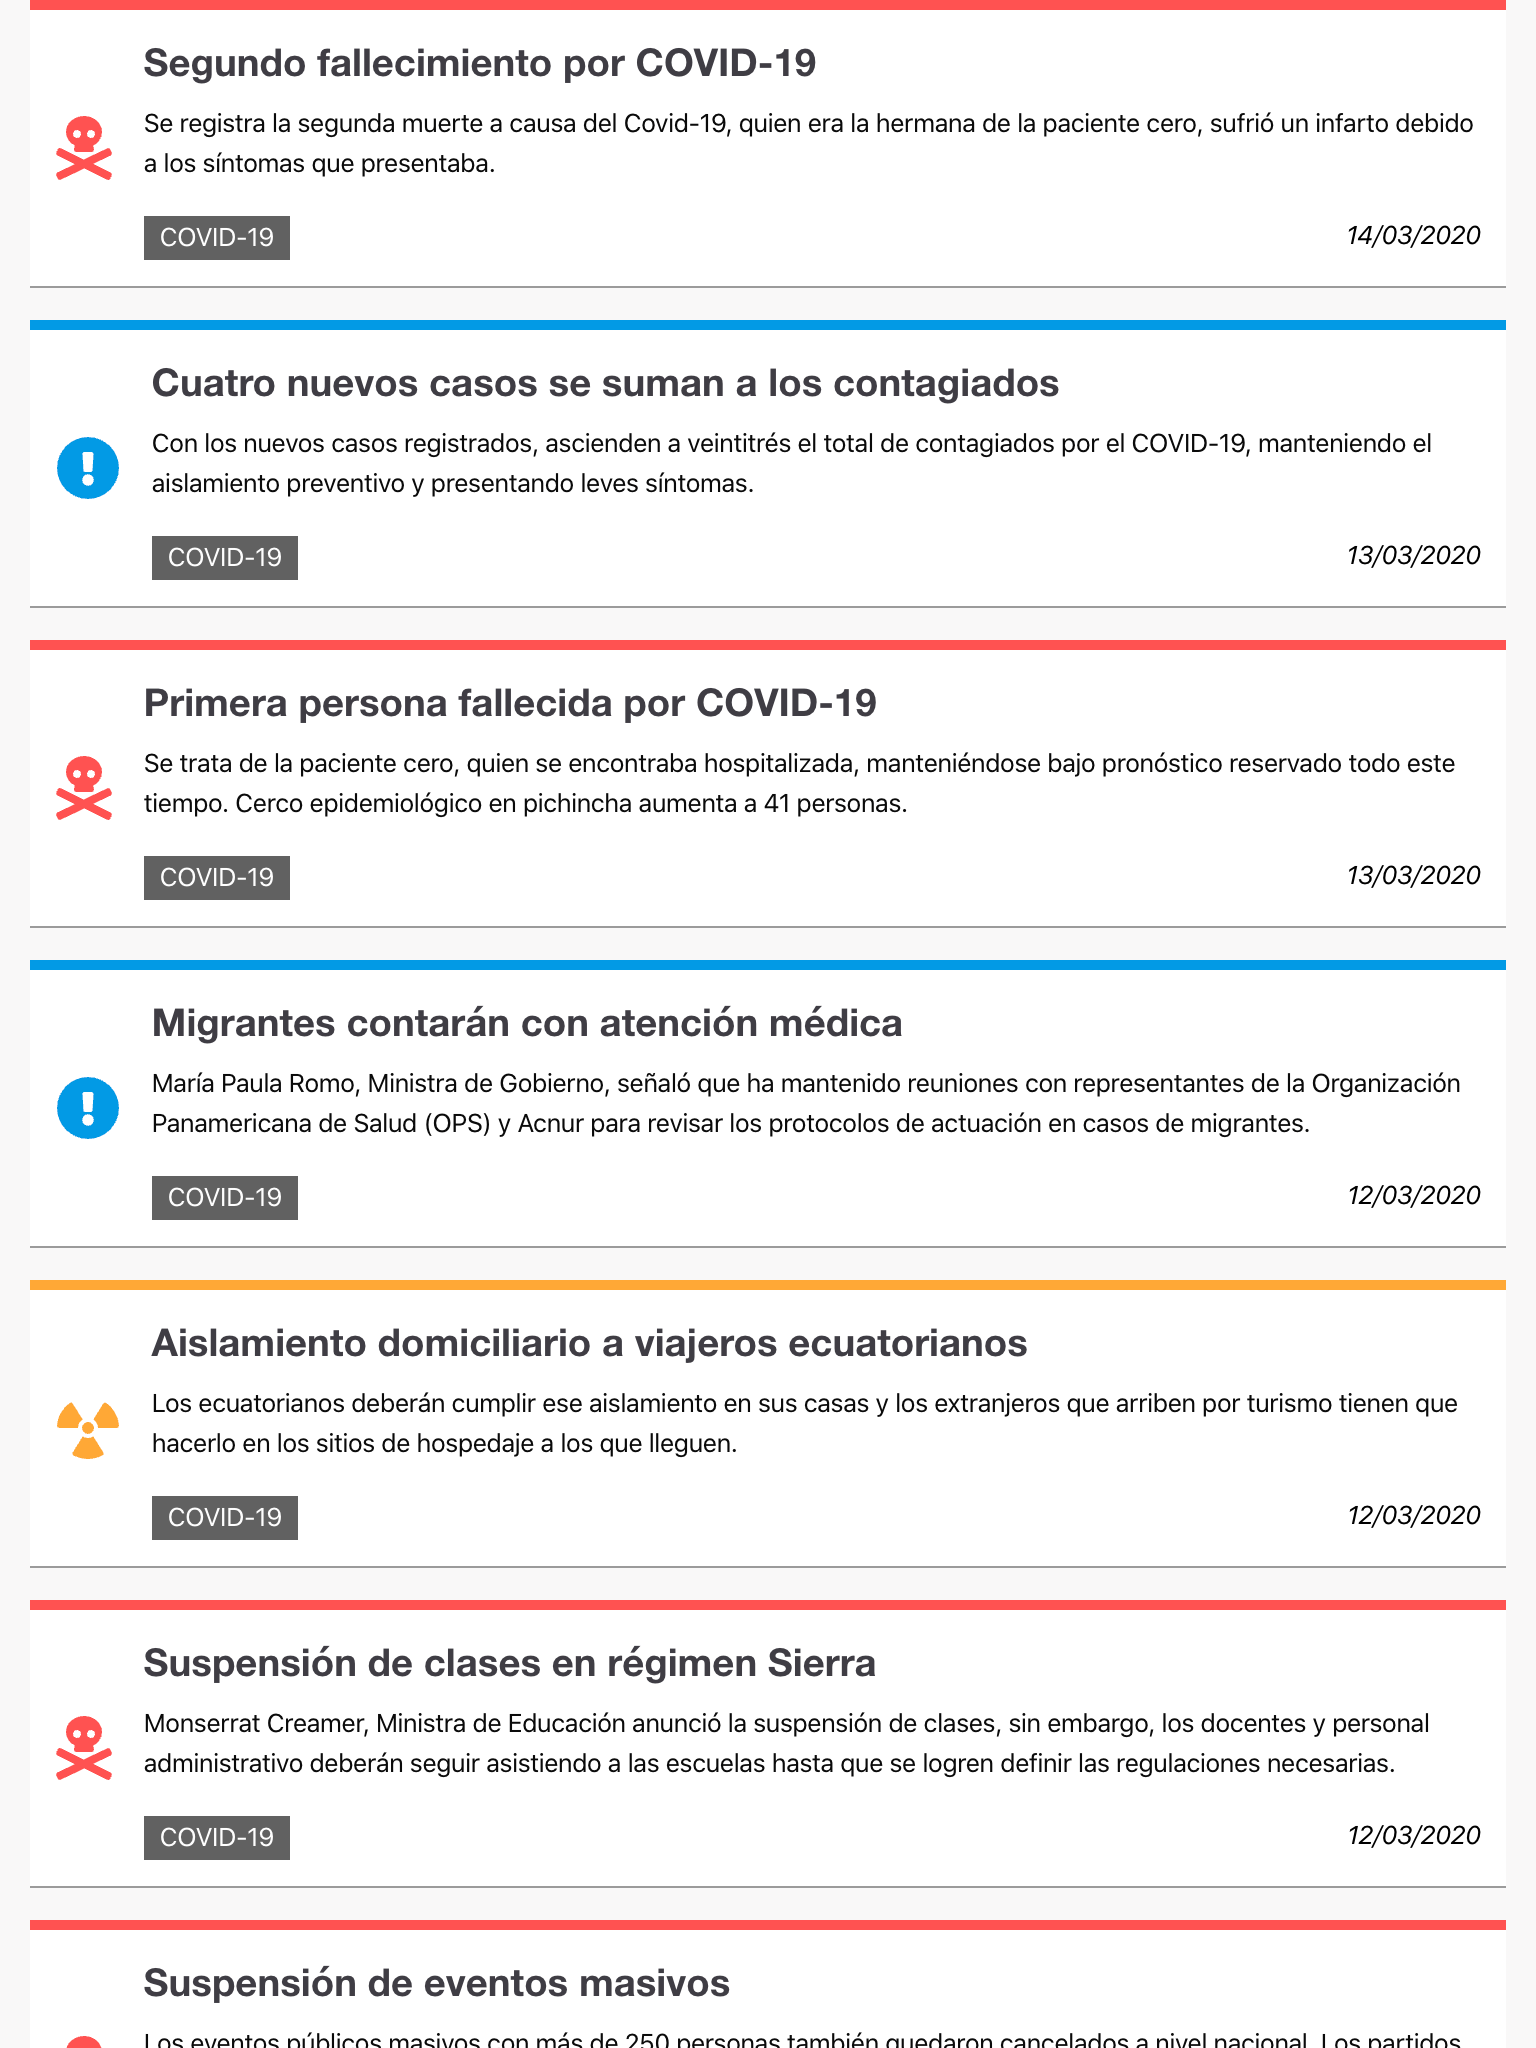 Segundo fallecimiento por COVID-19
Se registra la segunda muerte a causa del Covid-19, quien era la hermana de la paciente cero, sufrió un infarto debido
a los síntomas que presentaba.
COVID-19
14/03/2020
Cuatro nuevos casos se suman a los contagiados
Con los nuevos casos registrados, ascienden a veintitrés el total de contagiados por el COVID-19, manteniendo el
aislamiento preventivo y presentando leves síntomas.
COVID-19
13/03/2020
Primera persona fallecida por COVID-19
Se trata de la paciente cero, quien se encontraba hospitalizada, manteniéndose bajo pronóstico reservado todo este
tiempo. Cerco epidemiológico en pichincha aumenta a 41 personas.
COVID-19
13/03/2020
Migrantes contarán con atención médica
María Paula Romo, Ministra de Gobierno, señaló que ha mantenido reuniones con representantes de la Organización
Panamericana de Salud (OPS) y Acnur para revisar los protocolos de actuación en casos de migrantes.
COVID-19
12/03/2020
Aislamiento domiciliario a viajeros ecuatorianos
Los ecuatorianos deberán cumplir ese aislamiento en sus casas y los extranjeros que arriben por turismo tienen que
hacerlo en los sitios de hospedaje a los que lleguen.
COVID-19
12/03/2020
Suspensión de clases en régimen Sierra
Monserrat Creamer, Ministra de Educación anunció la suspensión de clases, sin embargo, los docentes y personal
administrativo deberán seguir asistiendo a las escuelas hasta que se logren definir las regulaciones necesarias.
COVID-19
12/03/2020
Suspensión de eventos masivos
Los eventos públicos masivos con más de 250 personas también quedaron cancelados a nivel nacional. Los partidos